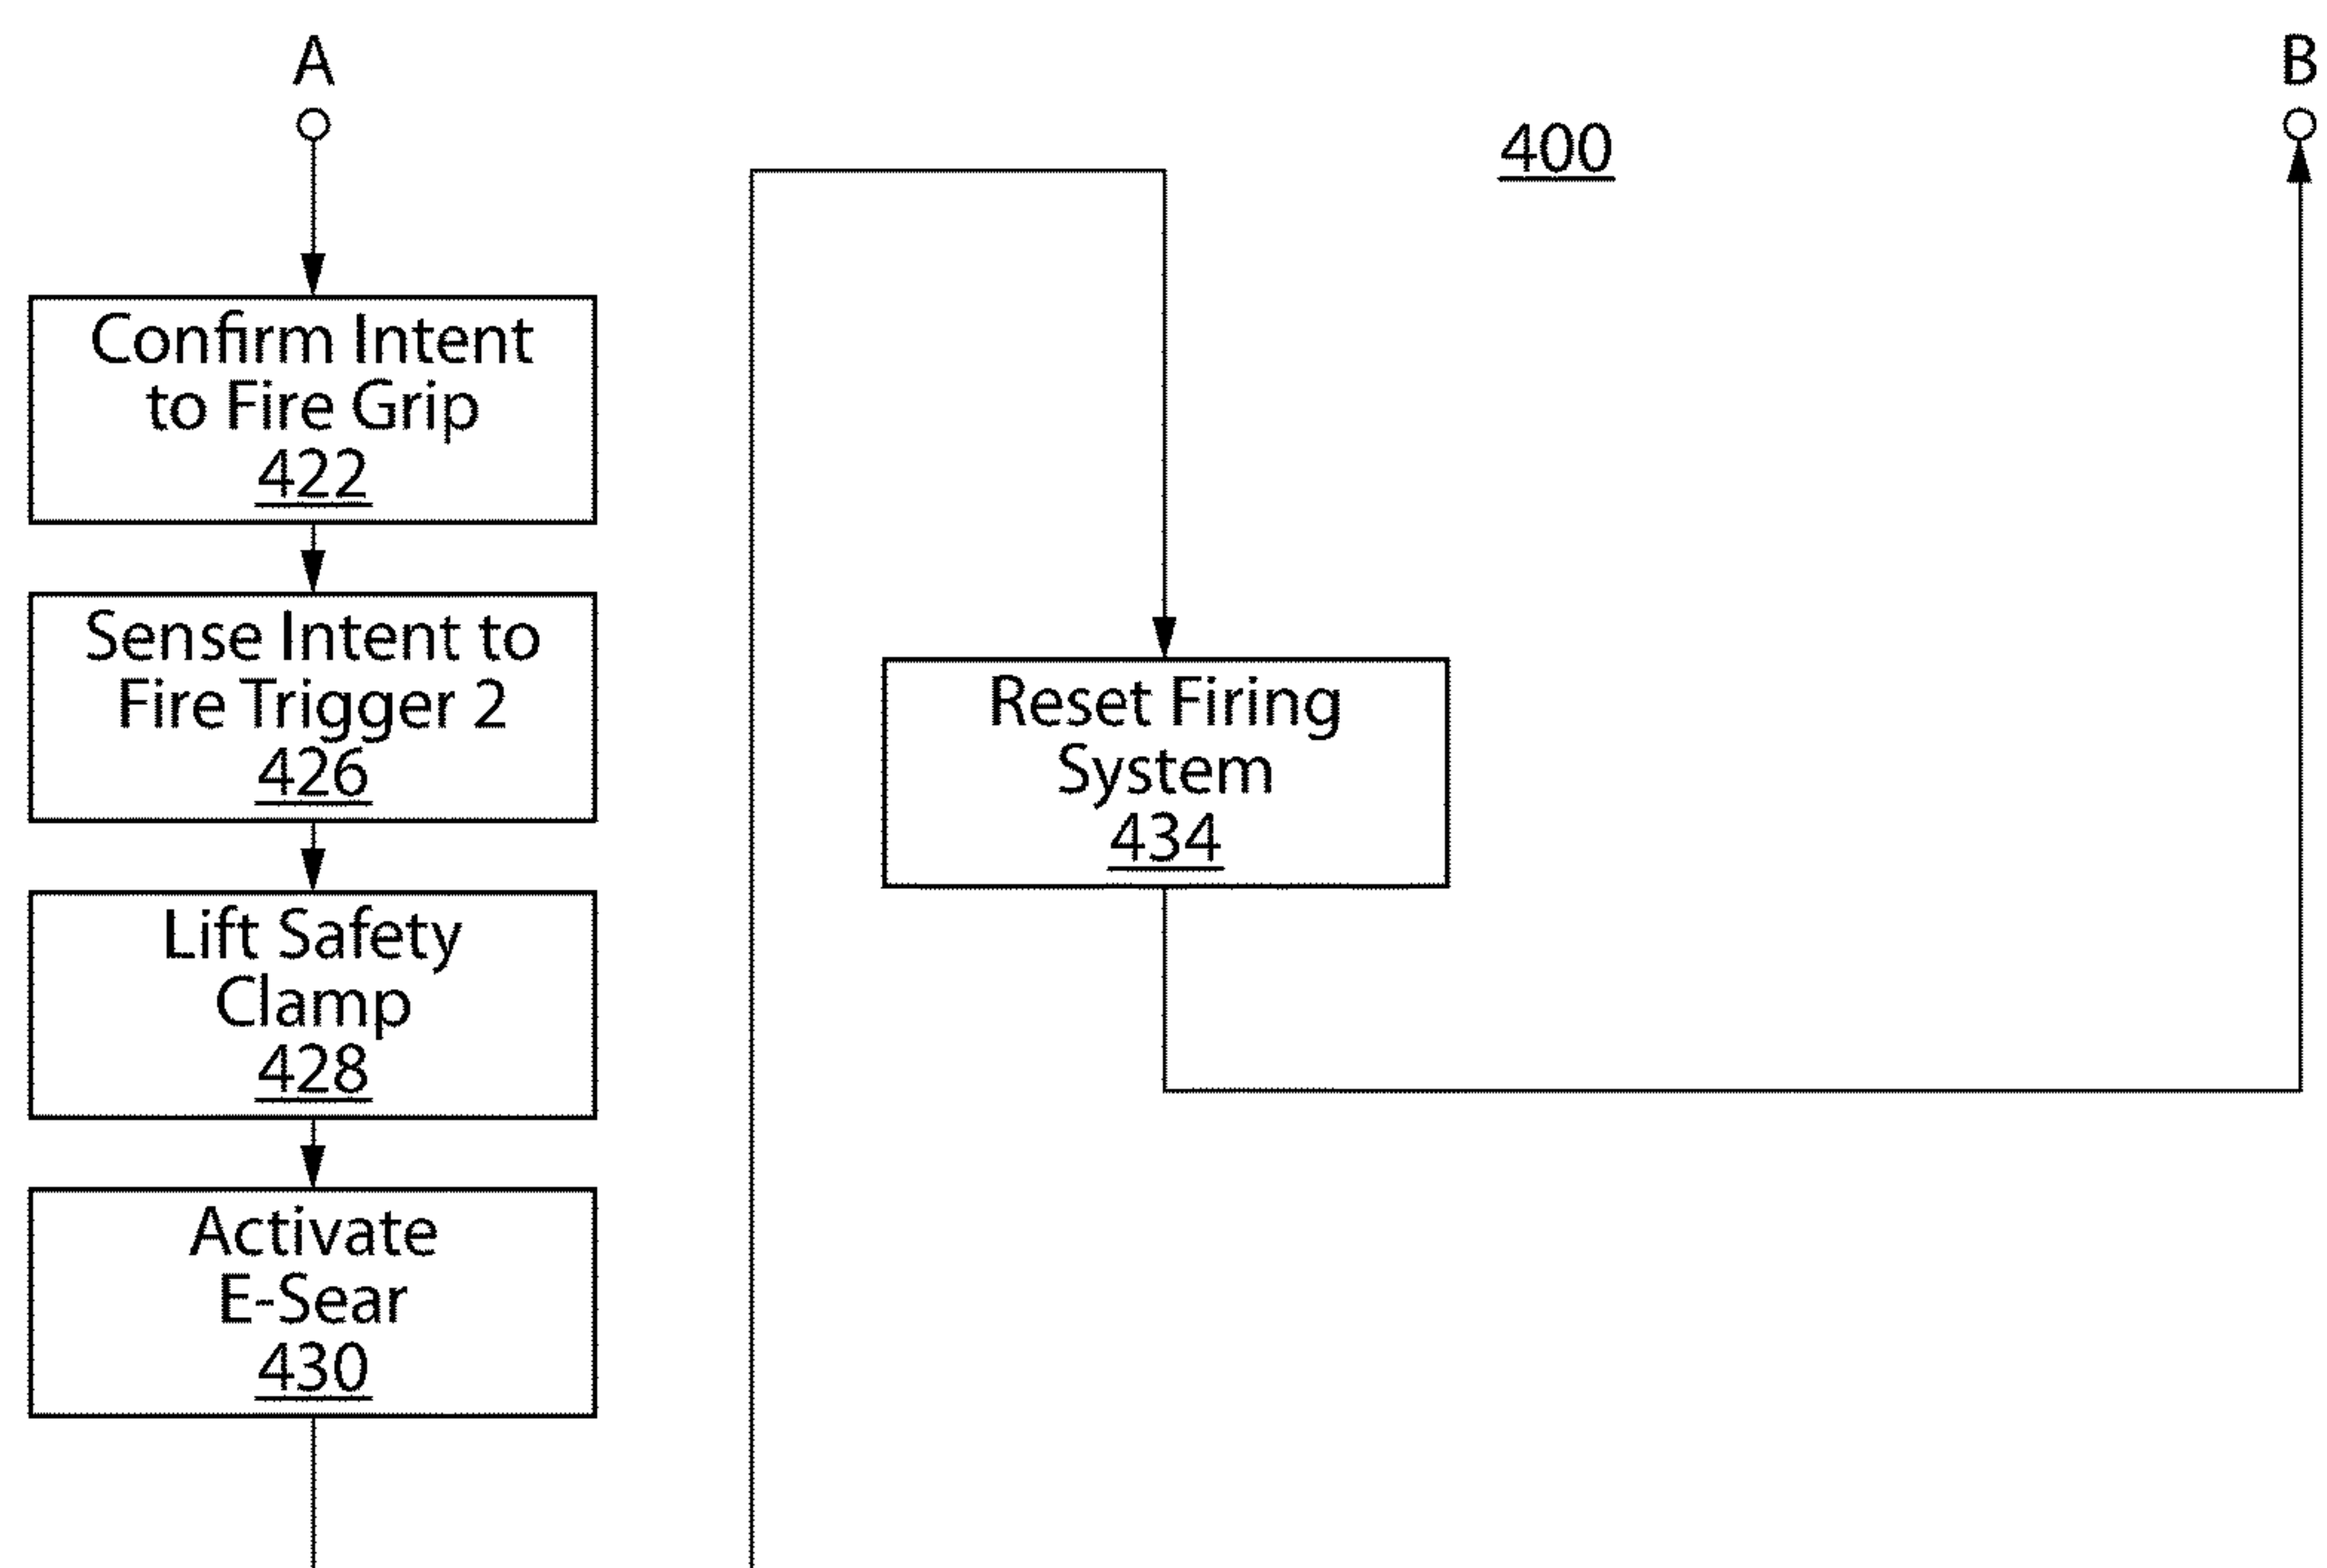 A
B
400
Confirm Intent
to Fire Grip
422
Sense Intent to
Fire Trigger 2
426
Lift Safety
Clamp
428
Activate
E-Sear
430
Reset Firing
System
434